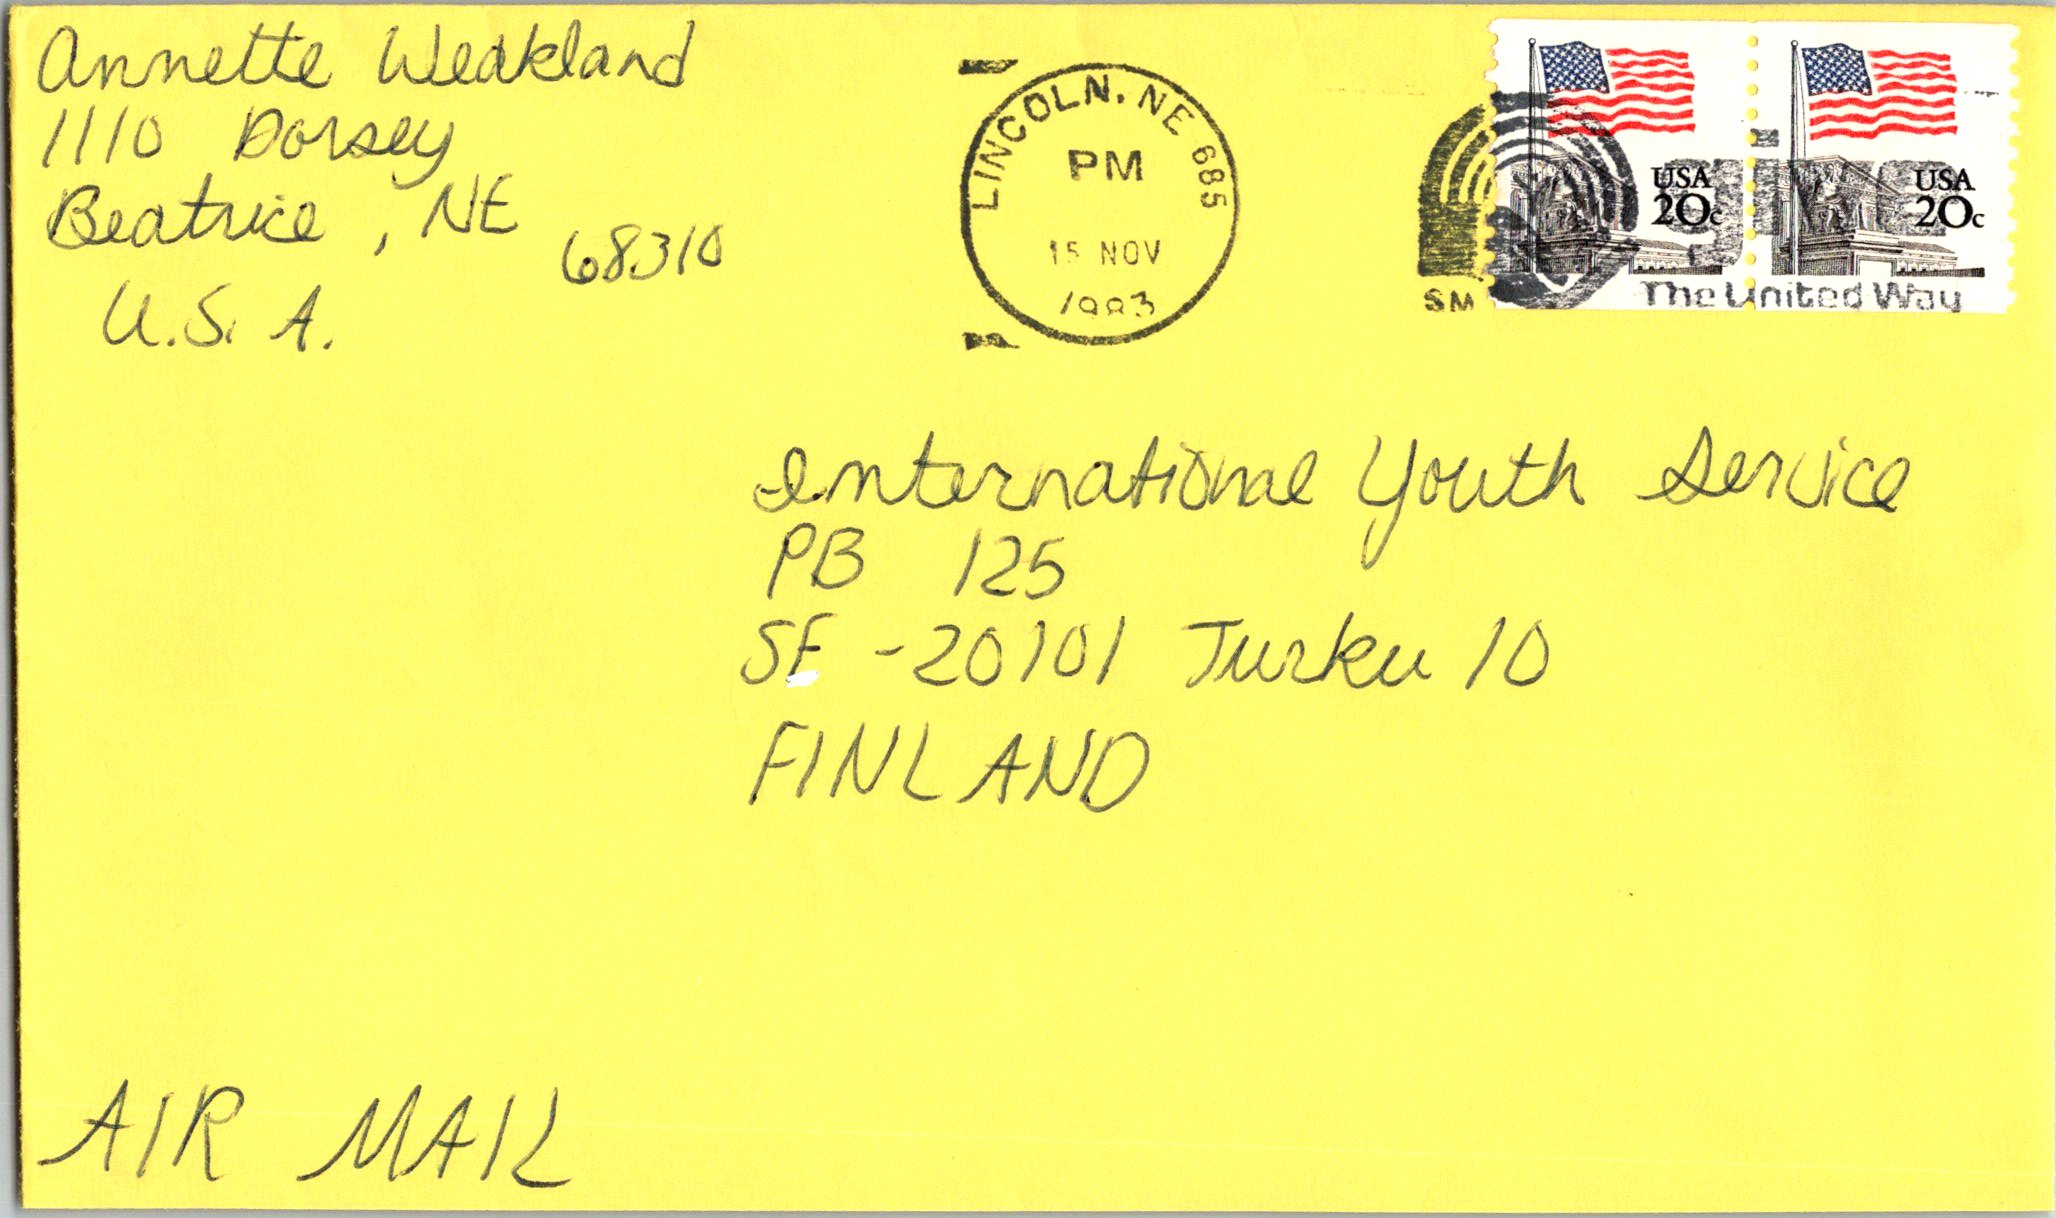 Annette Weakland
1110 Dorsey
Beatrice, NE 68310
U.S.A.
LINCOLN, NE 685
PM
15 NOV
1983
USA
20c
USA
20c
SM
The United Way
International Youth Service
PB 125
SF-20101 Turku 10
FINLAND
AIR MAIL